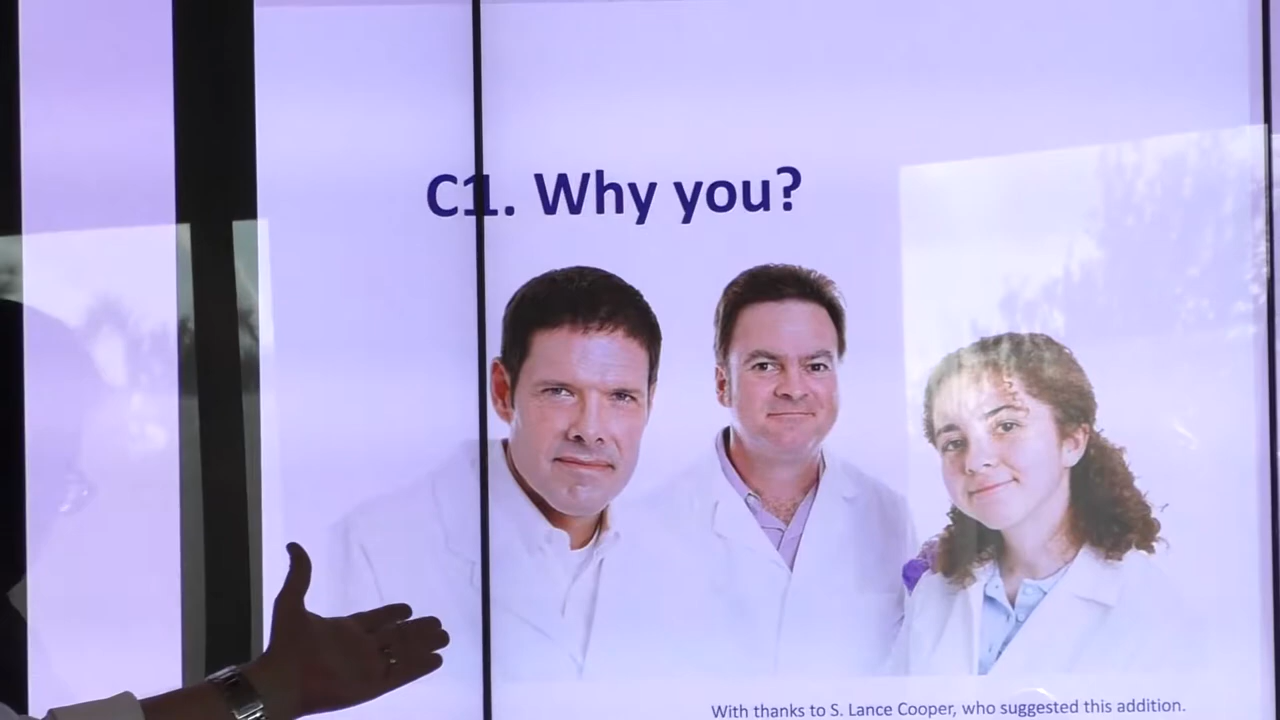 C1. Why you?
With thanks to S. Lance Cooper, who suggested this addition.